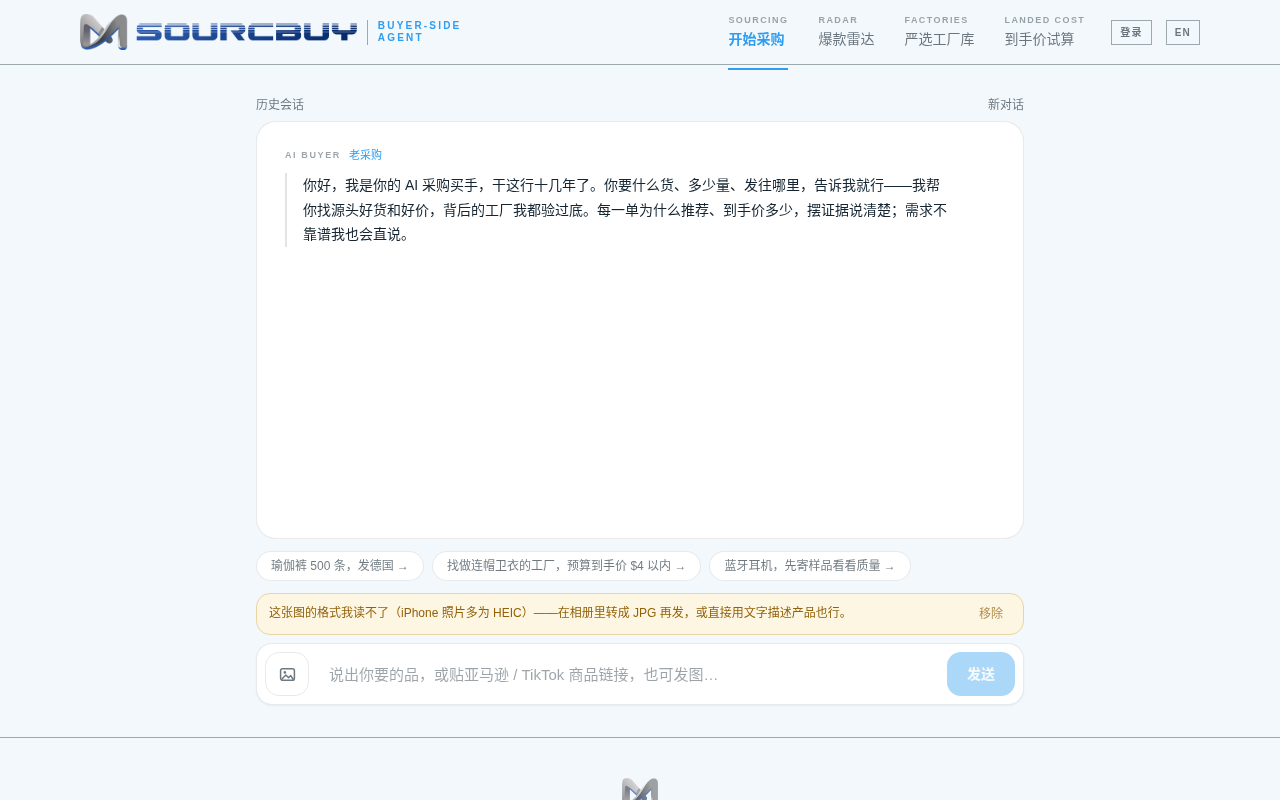 SOURCBUY
BUYER-SIDE
AGENT
SOURCING
开始采购
RADAR
爆款雷达
FACTORIES
严选工厂库
LANDED COST
到手价试算
登录
EN
历史会话
新对话
AI BUYER 老采购
你好，我是你的 AI 采购买手，干这行十几年了。你要什么货、多少量、发往哪里，告诉我就行——我帮
你找源头好货和好价，背后的工厂我都验过底。每一单为什么推荐、到手价多少，摆证据说清楚；需求不
靠谱我也会直说。
瑜伽裤 500 条，发德国 →
找做连帽卫衣的工厂，预算到手价 $4 以内 →
蓝牙耳机，先寄样品看看质量 →
这张图的格式我读不了（iPhone 照片多为 HEIC）——在相册里转成 JPG 再发，或直接用文字描述产品也行。
移除
说出你要的品，或贴亚马逊 / TikTok 商品链接，也可发图…
发送